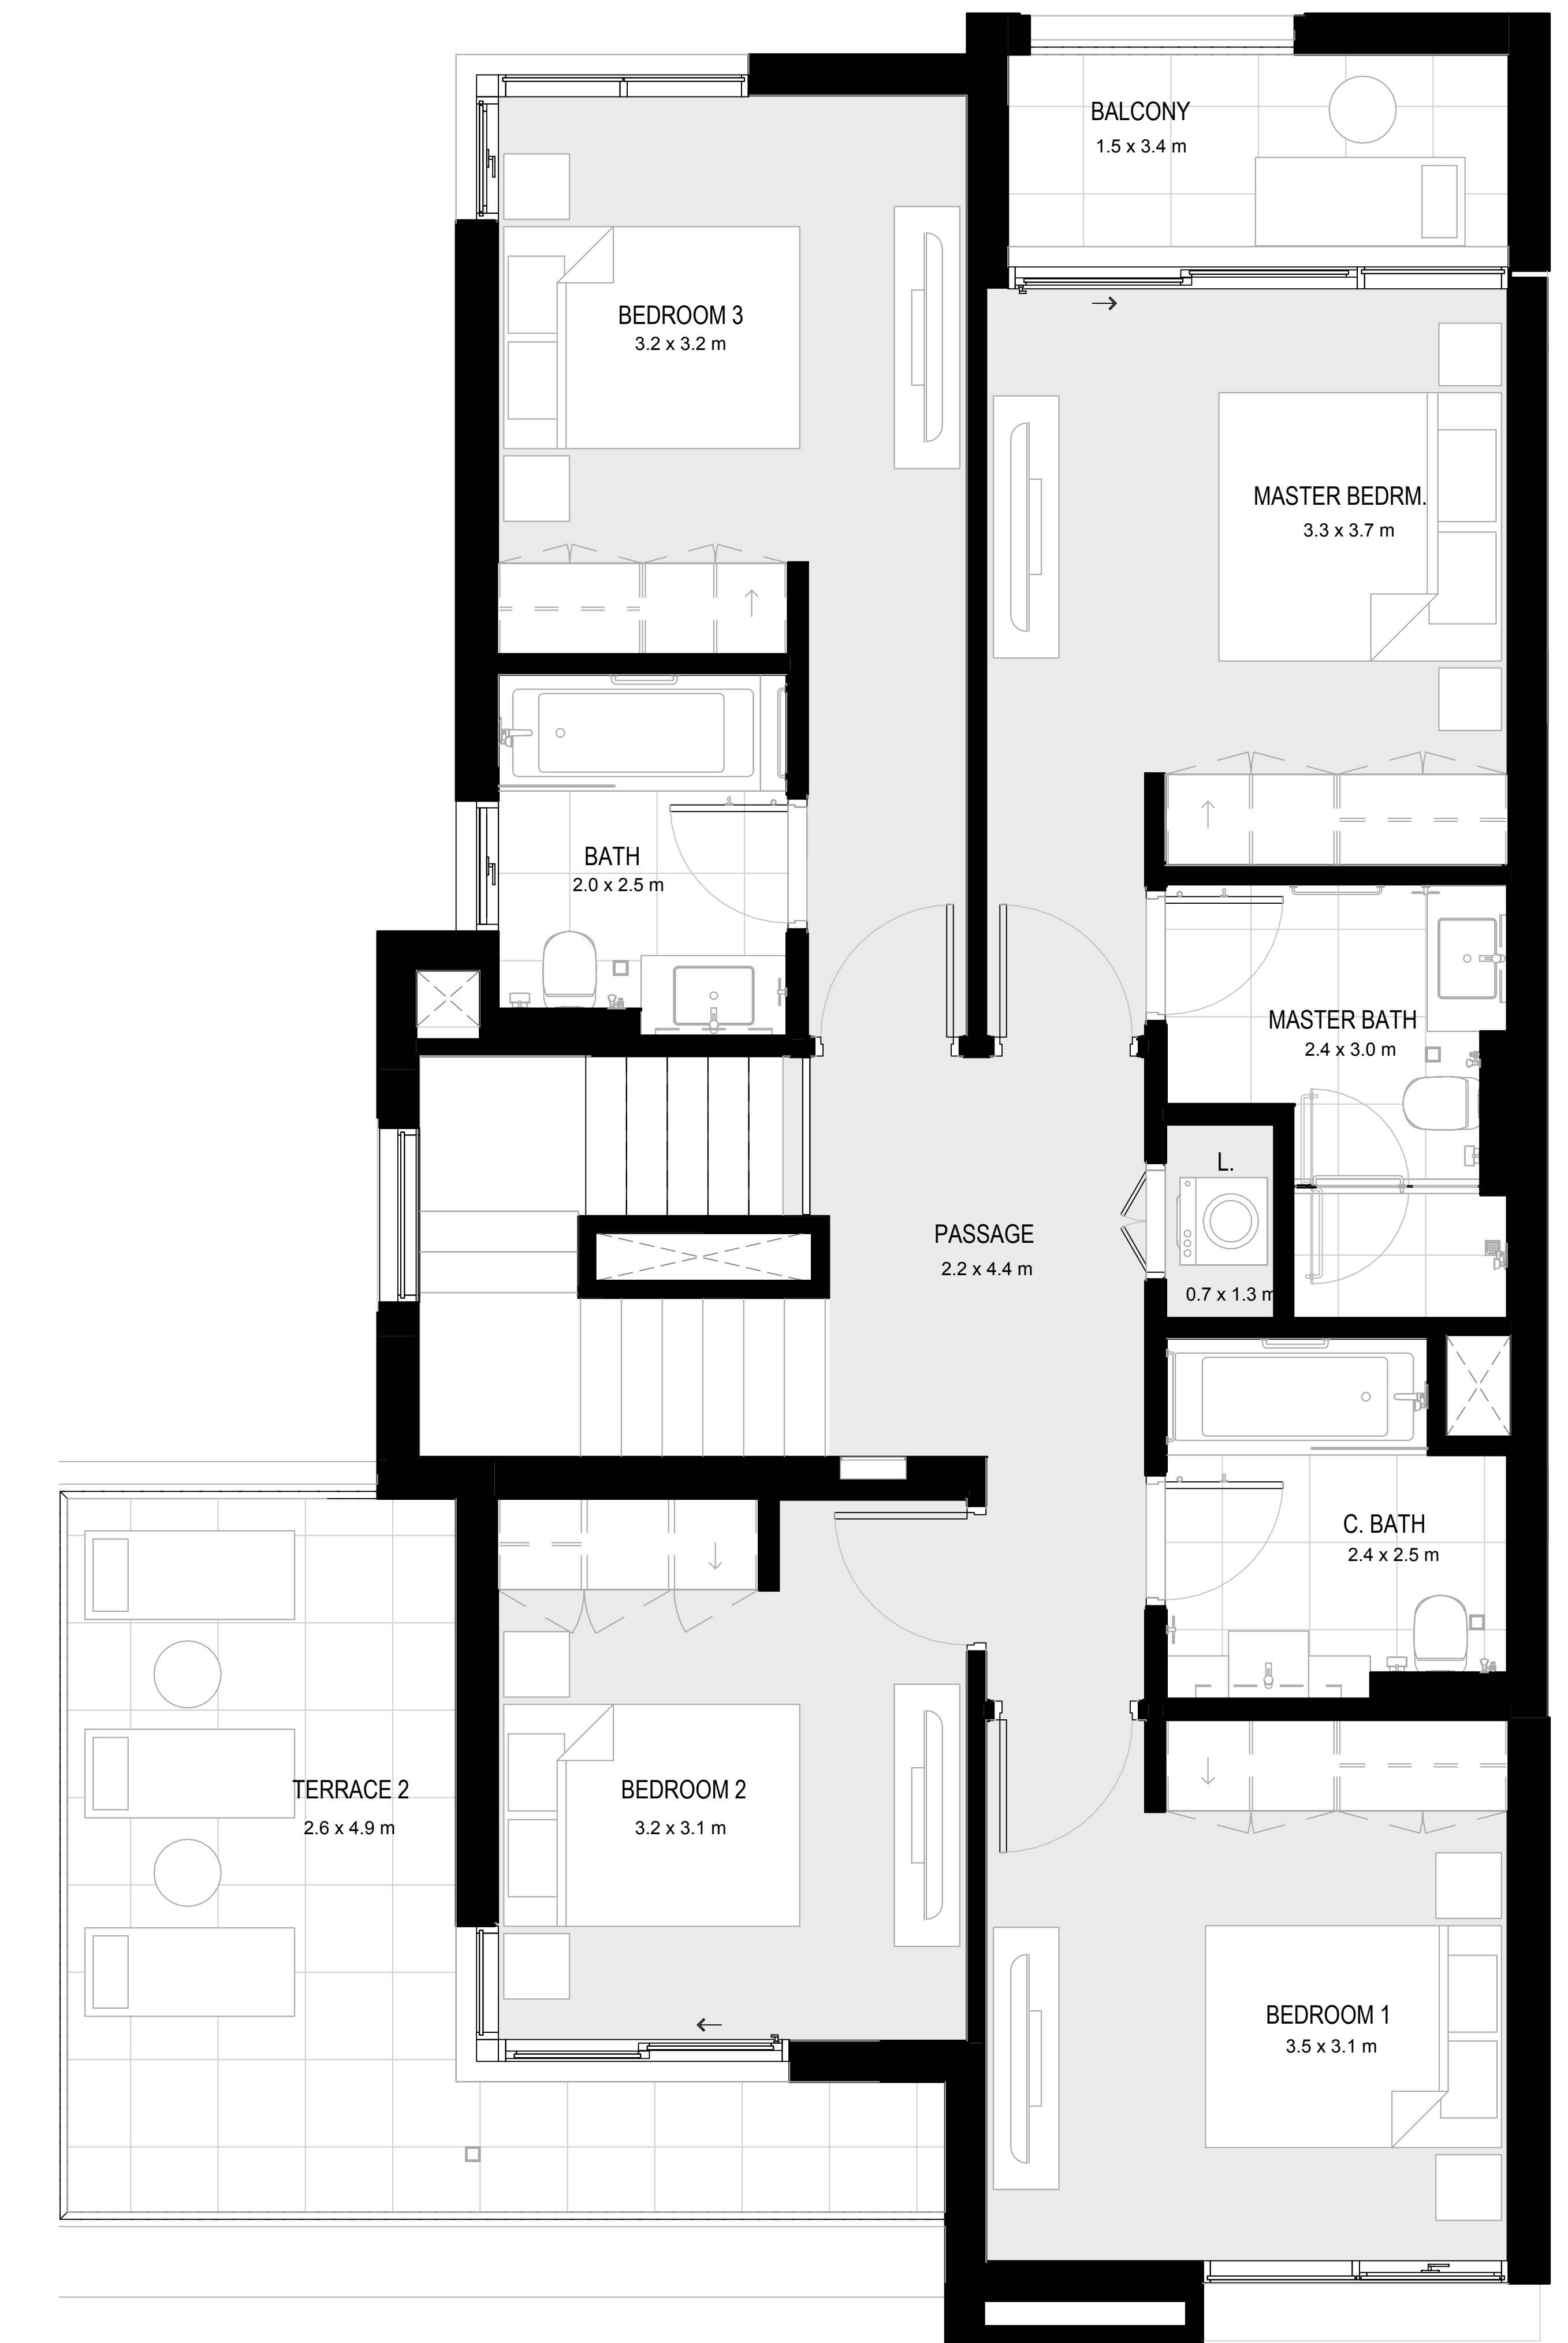 BALCONY
1.5 x 3.4 m
BEDROOM 3
3.2 x 3.2 m
MASTER BEDRM.
3.3 x 3.7 m
BATH
2.0 x 2.5 m
MASTER BATH
2.4 x 3.0 m
L.
0.7 x 1.3 m
PASSAGE
2.2 x 4.4 m
C. BATH
2.4 x 2.5 m
TERRACE 2
2.6 x 4.9 m
BEDROOM 2
3.2 x 3.1 m
BEDROOM 1
3.5 x 3.1 m